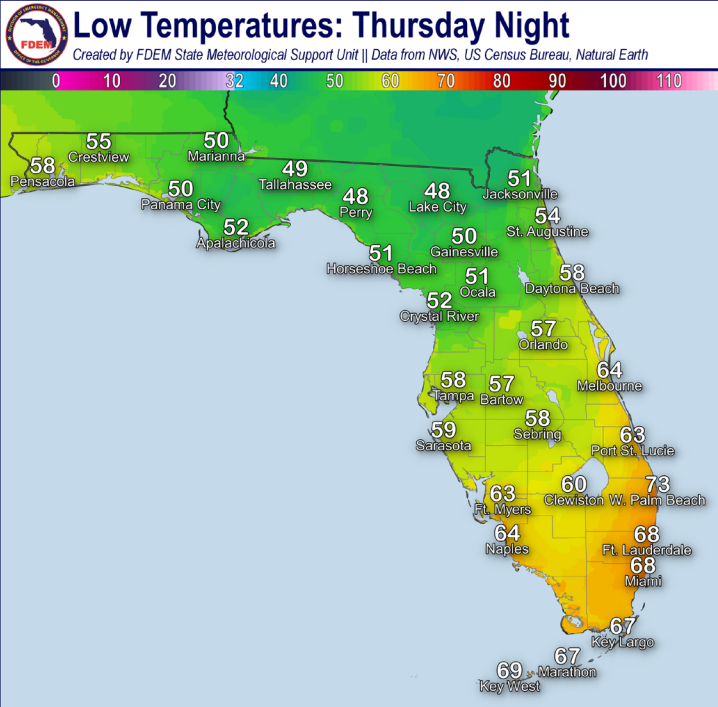 Low Temperatures: Thursday Night
Created by FDEM State Meteorological Support Unit || Data from NWS, US Census Bureau, Natural Earth
FDEM
0 10 20 32 40 50 60 70 80 90 100 110
55
Crestview
50
Marianna
58
Pensacola
49
Tallahassee
50
Panama City
48
Perry
48
Lake City
51
Jacksonville
52
Apalachicola
54
St. Augustine
50
Gainesville
51
Horseshoe Beach
51
Ocala
58
Daytona Beach
52
Crystal River
57
Orlando
64
Melbourne
58
Tampa
57
Bartow
58
Sebring
59
Sarasota
63
Port St. Lucie
63
Ft. Myers
60
Clewiston
73
W. Palm Beach
64
Naples
68
Ft. Lauderdale
68
Miami
67
Key Largo
67
Marathon
69
Key West